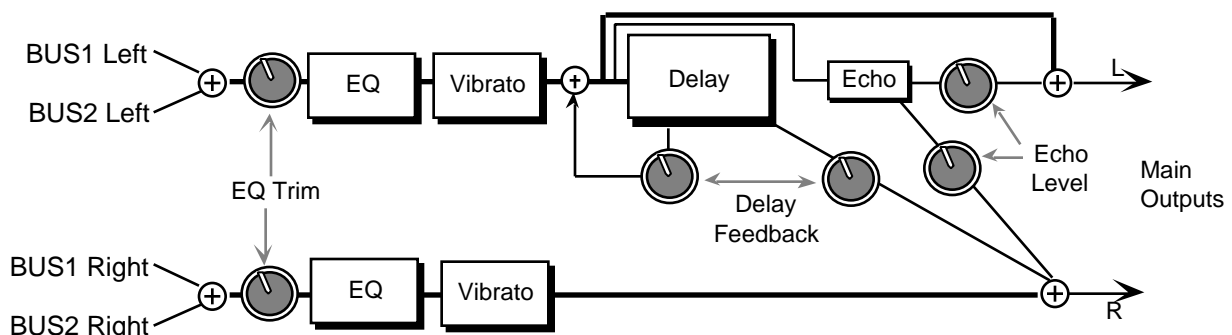 BUS1 Left
BUS2 Left
EQ
Vibrato
Delay
Echo
L
EQ Trim
Delay
Feedback
Echo
Level
Main
Outputs
BUS1 Right
BUS2 Right
EQ
Vibrato
R